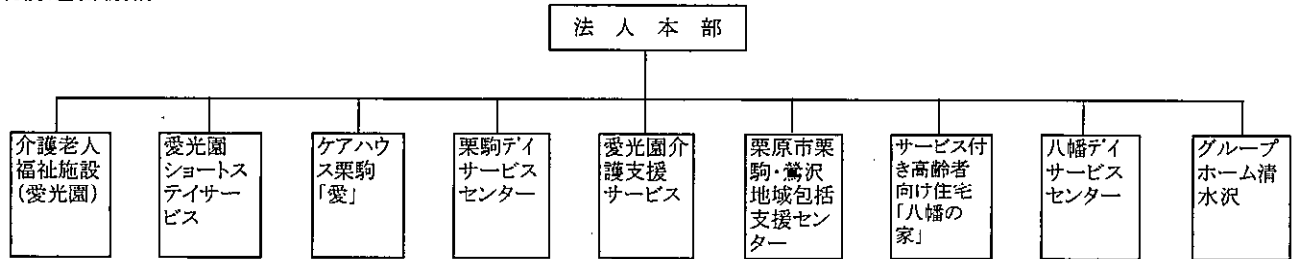 法人本部
介護老人
福祉施設
(愛光園)
愛光園
ショートス
テイサー
ビス
ケアハウ
ス栗駒
「愛」
栗駒デイ
サービス
センター
愛光園介
護支援
サービス
栗原市栗
駒・鶯沢
地域包括
支援セン
ター
サービス付
き高齢者
向け住宅
「八幡の
家」
八幡デイ
サービス
センター
グループ
ホーム清
水沢